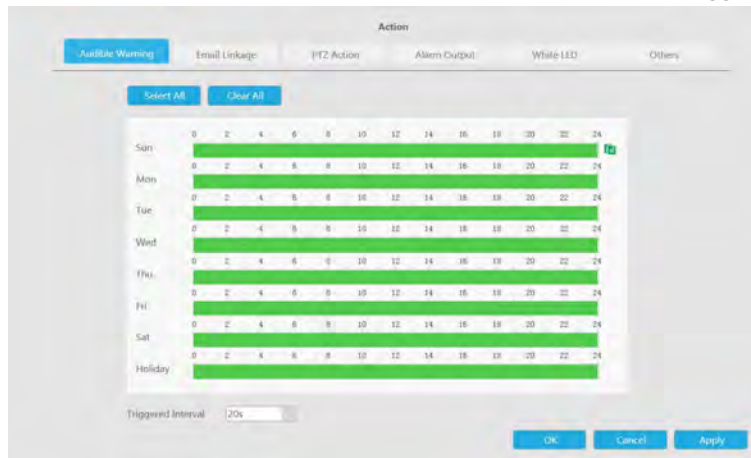 Action
Audible Warning Email Linkage PTZ Action Alarm Output White LED Others
Select All Clear All
0 2 4 6 8 10 12 14 16 18 20 22 24
Sun
0 2 4 6 8 10 12 14 16 18 20 22 24
Mon
0 2 4 6 8 10 12 14 16 18 20 22 24
Tue
0 2 4 6 8 10 12 14 16 18 20 22 24
Wed
0 2 4 6 8 10 12 14 16 18 20 22 24
Thu
0 2 4 6 8 10 12 14 16 18 20 22 24
Fri
0 2 4 6 8 10 12 14 16 18 20 22 24
Sat
0 2 4 6 8 10 12 14 16 18 20 22 24
Holiday
Triggered Interval 20s
OK Cancel Apply